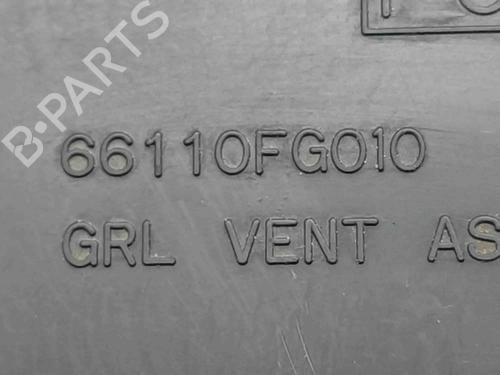 B-PARTS
66110FG010
GRL VENT AS